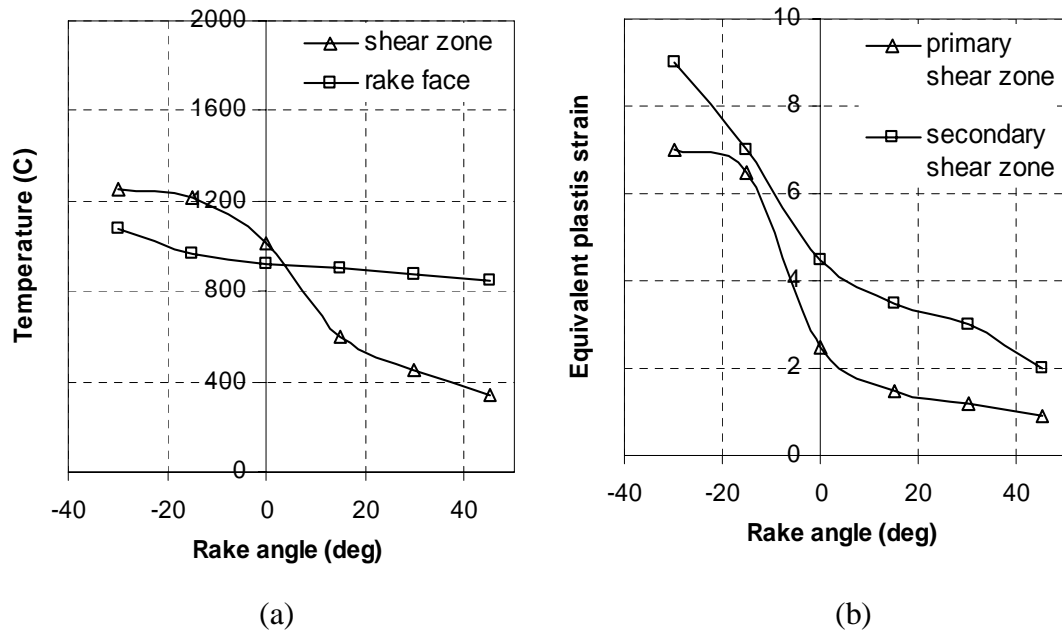 2000
1600
1200
800
400
0
-40
-20
0
20
40
Temperature (C)
Rake angle (deg)
shear zone
rake face
(a)
10
8
6
4
2
0
-40
-20
0
20
40
Equivalent plastis strain
Rake angle (deg)
primary
shear zone
secondary
shear zone
(b)